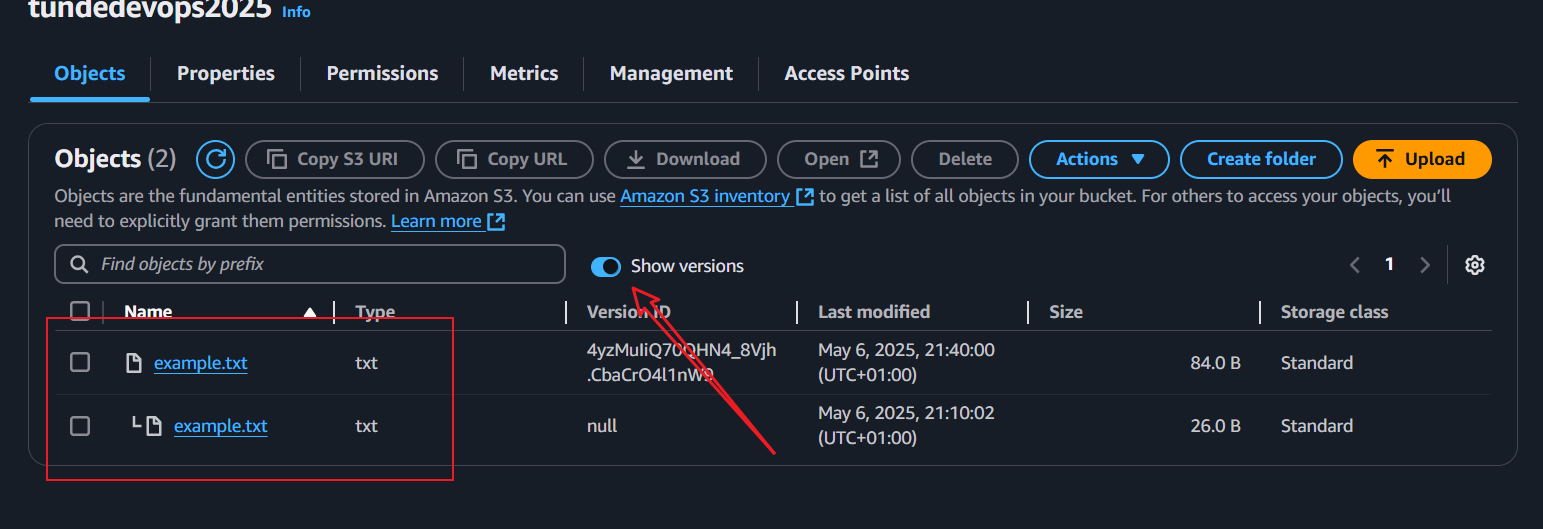 tundedevops2025 Info
Objects Properties Permissions Metrics Management Access Points
Objects (2) Copy S3 URI Copy URL Download Open Delete Actions Create folder Upload
Objects are the fundamental entities stored in Amazon S3. You can use Amazon S3 inventory to get a list of all objects in your bucket. For others to access your objects, you'll
need to explicitly grant them permissions. Learn more
Find objects by prefix Show versions 1
Name Type Version ID Last modified Size Storage class
example.txt txt 4yzMuIiQ70QHN4_8Vjh May 6, 2025, 21:40:00 84.0 B Standard
.CbaCrO4l1nW9 (UTC+01:00)
example.txt txt null May 6, 2025, 21:10:02 26.0 B Standard
(UTC+01:00)